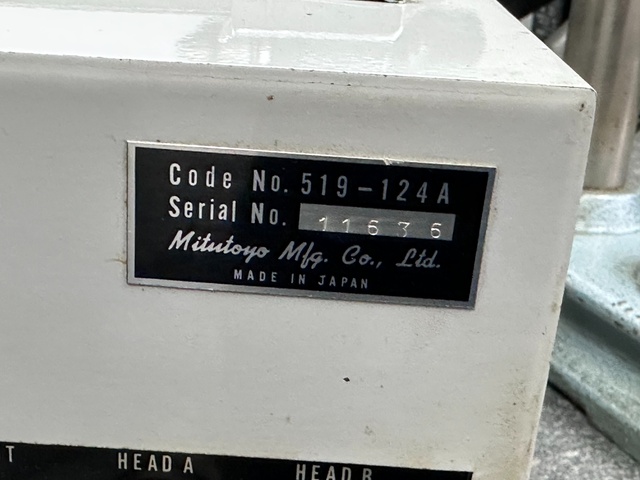 Code No. 519-124A
Serial No. 11636
Mitutoyo Mfg. Co., Ltd.
MADE IN JAPAN
T HEAD A HEAD B